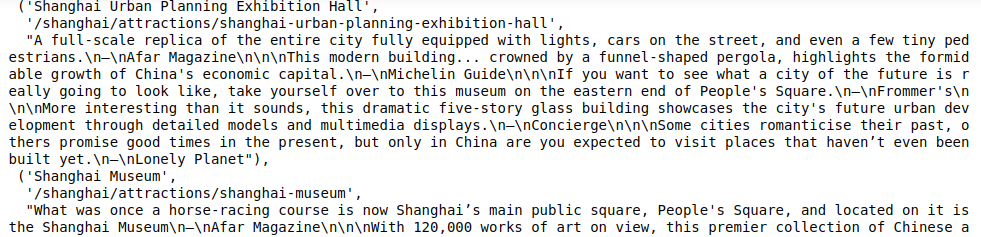 ('Shanghai Urban Planning Exhibition Hall',
'/shanghai/attractions/shanghai-urban-planning-exhibition-hall',
"A full-scale replica of the entire city fully equipped with lights, cars on the street, and even a few tiny ped
estrians.\n—\nAfar Magazine\n\n\nThis modern building... crowned by a funnel-shaped pergola, highlights the formid
able growth of China's economic capital.\n—\nMichelin Guide\n\n\nIf you want to see what a city of the future is r
eally going to look like, take yourself over to this museum on the eastern end of People's Square.\n—\nFrommer's\n
\n\nMore interesting than it sounds, this dramatic five-story glass building showcases the city's future urban dev
elopment through detailed models and multimedia displays.\n—\nConcierge\n\n\nSome cities romanticise their past, o
thers promise good times in the present, but only in China are you expected to visit places that haven’t even been
built yet.\n—\nLonely Planet"),
('Shanghai Museum',
'/shanghai/attractions/shanghai-museum',
"What was once a horse-racing course is now Shanghai’s main public square, People's Square, and located on it is
the Shanghai Museum\n—\nAfar Magazine\n\n\nWith 120,000 works of art on view, this premier collection of Chinese a